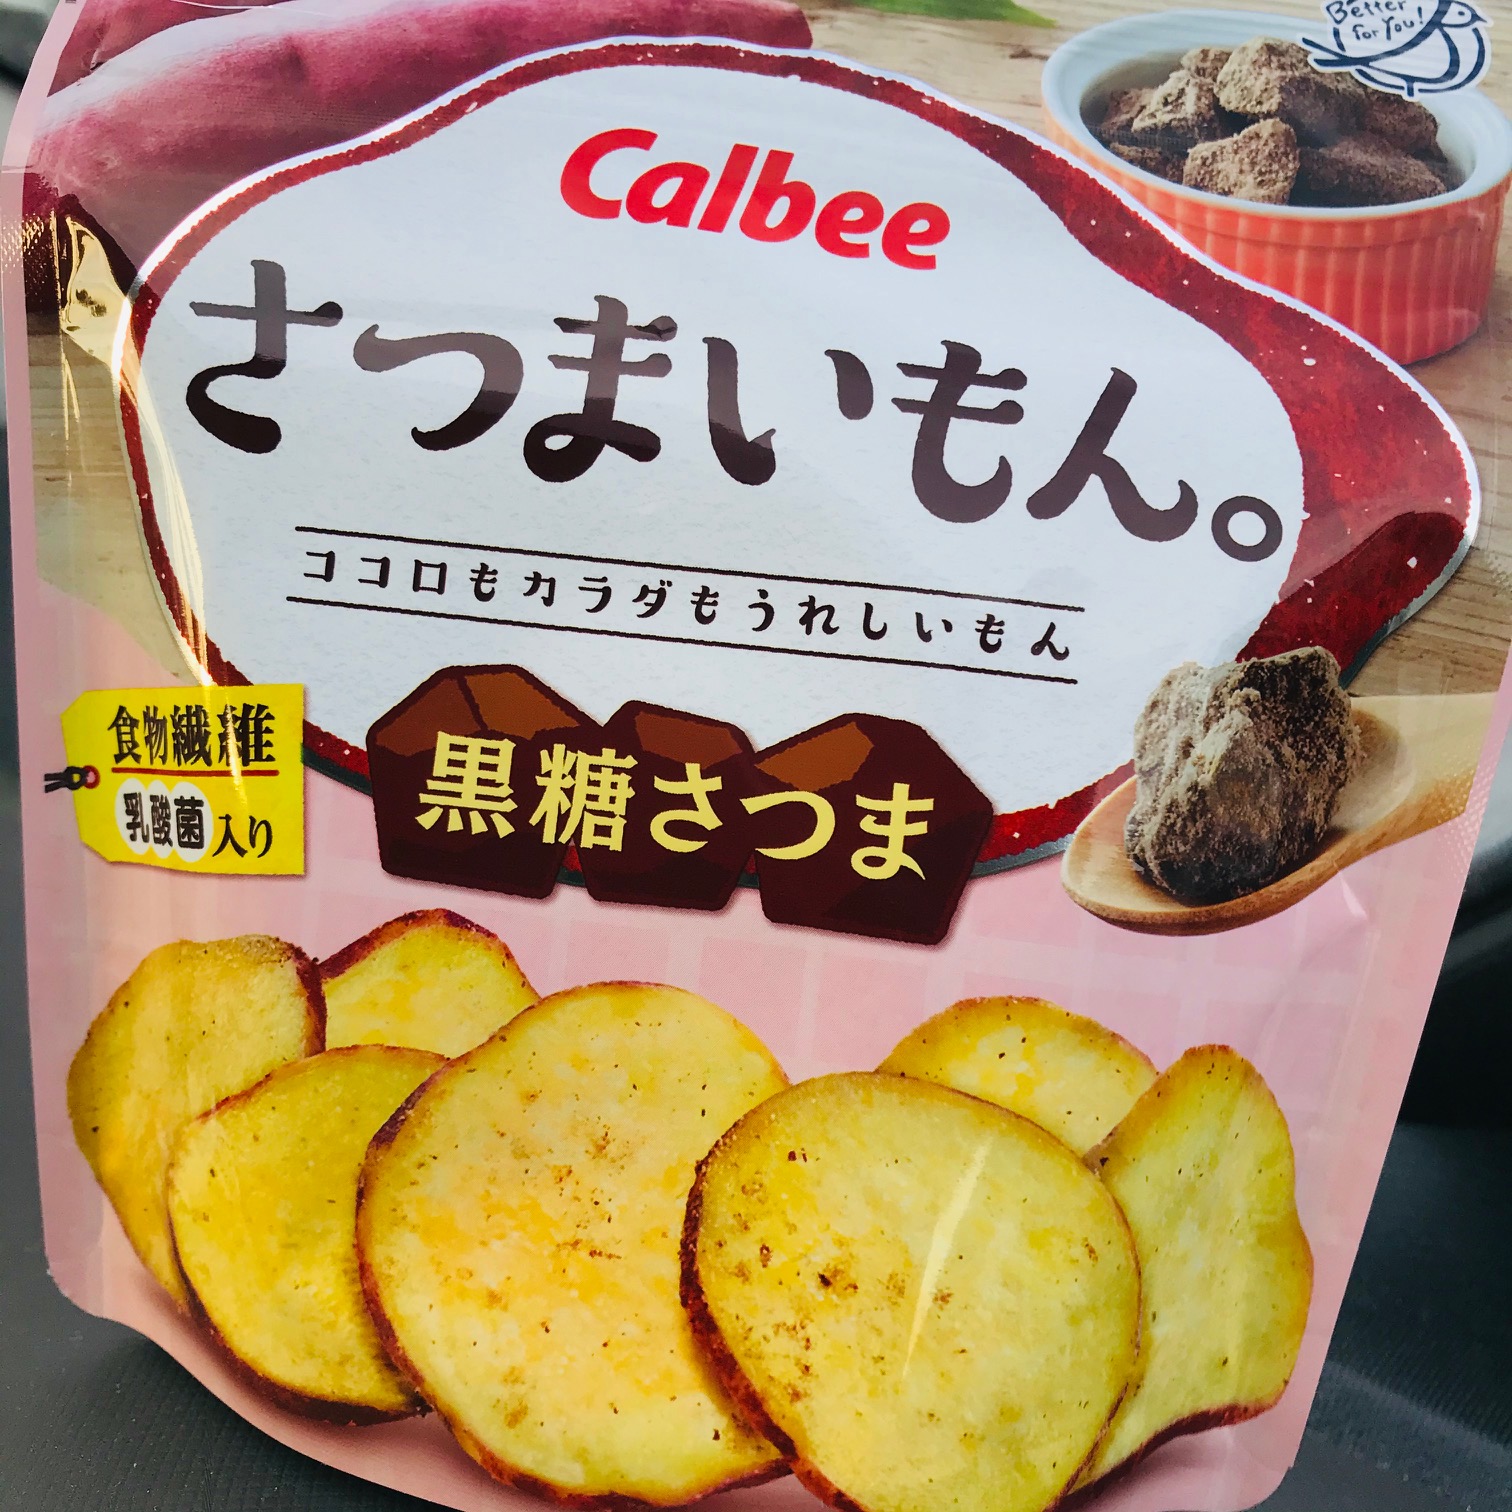 Better
for You!
Calbee
さつまいもん。
ココロもカラダもうれしいもん
食物繊維
乳酸菌入り
黒糖さつま